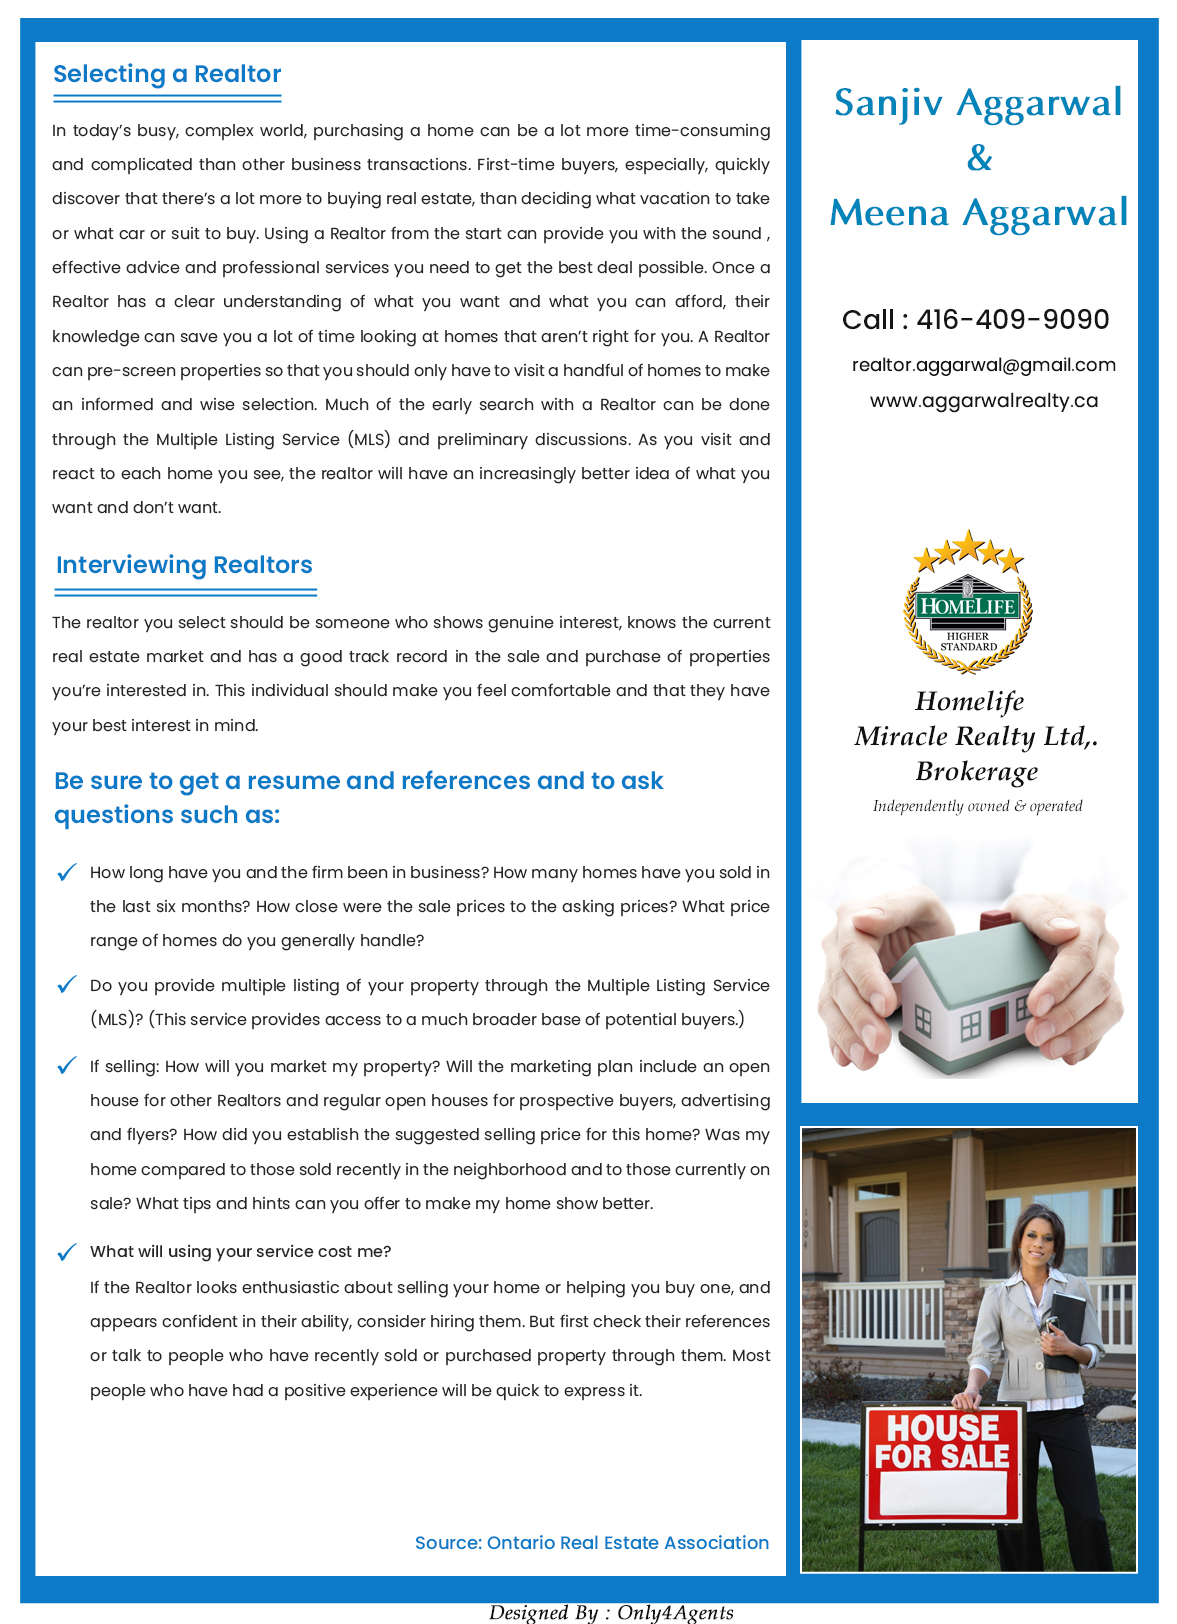 Selecting a Realtor
In today's busy, complex world, purchasing a home can be a lot more time-consuming
and complicated than other business transactions. First-time buyers, especially, quickly
discover that there's a lot more to buying real estate, than deciding what vacation to take
or what car or suit to buy. Using a Realtor from the start can provide you with the sound ,
effective advice and professional services you need to get the best deal possible. Once a
Realtor has a clear understanding of what you want and what you can afford, their
knowledge can save you a lot of time looking at homes that aren't right for you. A Realtor
can pre-screen properties so that you should only have to visit a handful of homes to make
an informed and wise selection. Much of the early search with a Realtor can be done
through the Multiple Listing Service (MLS) and preliminary discussions. As you visit and
react to each home you see, the realtor will have an increasingly better idea of what you
want and don't want.
Interviewing Realtors
The realtor you select should be someone who shows genuine interest, knows the current
real estate market and has a good track record in the sale and purchase of properties
you're interested in. This individual should make you feel comfortable and that they have
your best interest in mind.
Be sure to get a resume and references and to ask
questions such as:
How long have you and the firm been in business? How many homes have you sold in
the last six months? How close were the sale prices to the asking prices? What price
range of homes do you generally handle?
Do you provide multiple listing of your property through the Multiple Listing Service
(MLS)? (This service provides access to a much broader base of potential buyers.)
If selling: How will you market my property? Will the marketing plan include an open
house for other Realtors and regular open houses for prospective buyers, advertising
and flyers? How did you establish the suggested selling price for this home? Was my
home compared to those sold recently in the neighborhood and to those currently on
sale? What tips and hints can you offer to make my home show better.
What will using your service cost me?
If the Realtor looks enthusiastic about selling your home or helping you buy one, and
appears confident in their ability, consider hiring them. But first check their references
or talk to people who have recently sold or purchased property through them. Most
people who have had a positive experience will be quick to express it.
Source: Ontario Real Estate Association
Sanjiv Aggarwal
&
Meena Aggarwal
Call : 416-409-9090
realtor.aggarwal@gmail.com
www.aggarwalrealty.ca
HOMELIFE
HIGHER
STANDARD
Homelife
Miracle Realty Ltd,.
Brokerage
Independently owned & operated
1004
HOUSE
FOR SALE
Designed By : Only4Agents